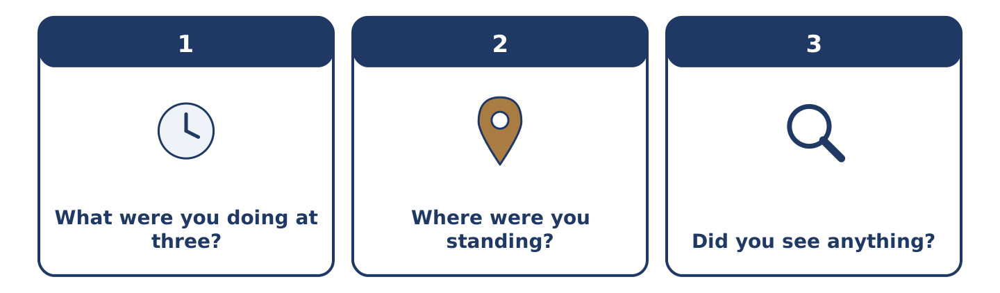 1
What were you doing at
three?
2
Where were you
standing?
3
Did you see anything?